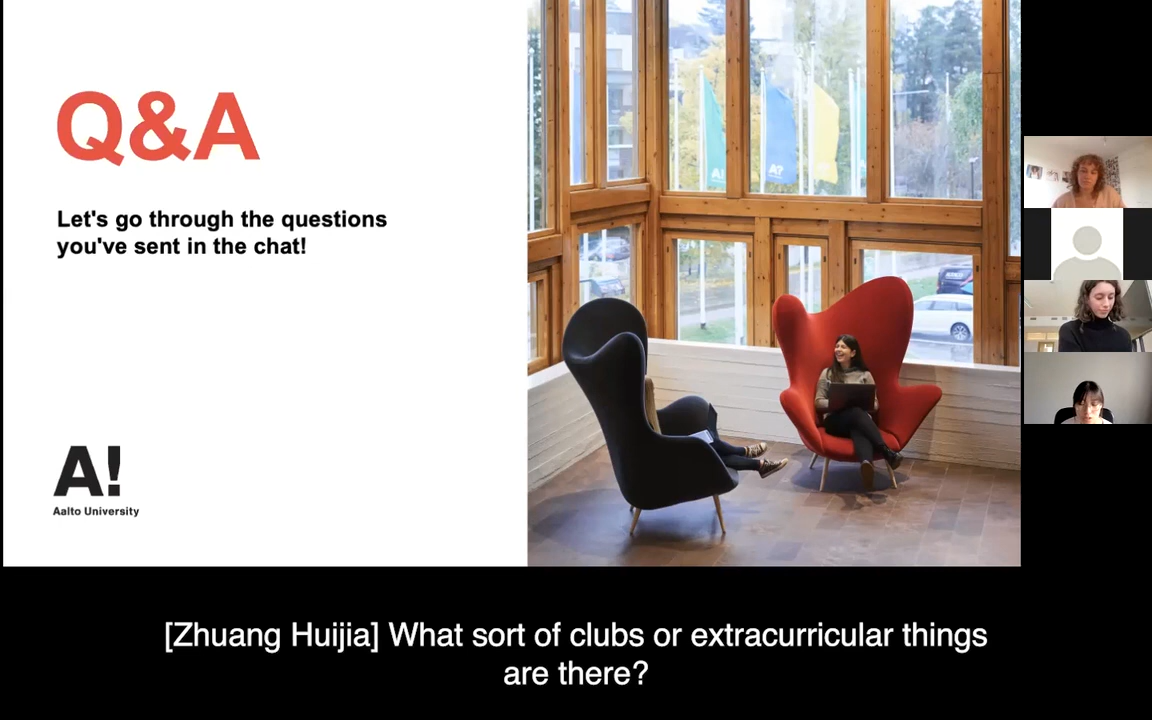 Q&A
Let's go through the questions
you've sent in the chat!
A!
Aalto University
A!
A?
[Zhuang Huijia] What sort of clubs or extracurricular things
are there?